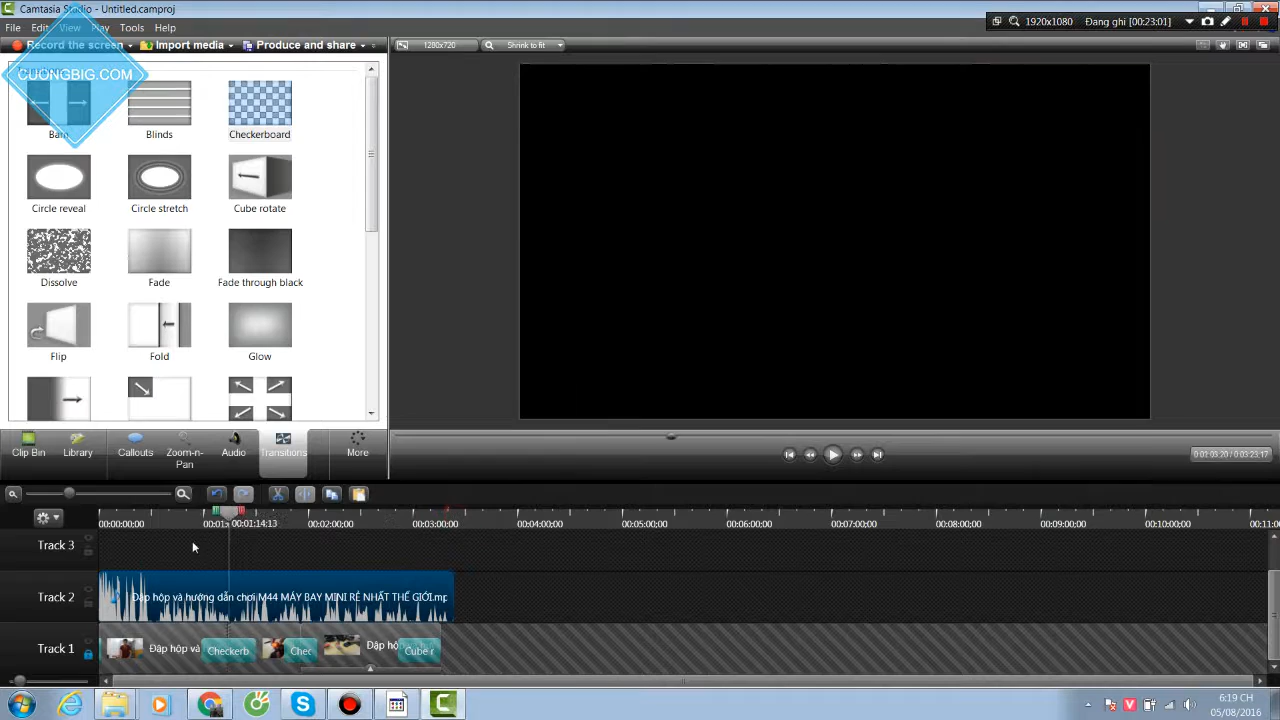 Camtasia Studio - Untitled.camproj
File Edit View Play Tools Help
1920x1080 Đang ghi [00:23:01]
Record the screen Import media Produce and share
1280x720 Shrink to fit
CUONGBIG.COM
Blinds Checkerboard
Circle reveal Circle stretch Cube rotate
Dissolve Fade Fade through black
Flip Fold Glow
Clip Bin Library Callouts Zoom-n-Pan Audio Transitions More
0:01:03:20 / 0:03:23;17
00:00:00;00 00:01: 00:01:14;13 00:02:00;00 00:03:00;00 00:04:00;00 00:05:00;00 00:06:00;00 00:07:00;00 00:08:00;00 00:09:00;00 00:10:00;00 00:11:0
Track 3
Track 2 Đập hộp và hướng dẫn chơi M44 MÁY BAY MINI RẺ NHẤT THẾ GIỚI.mp
Track 1 Đập hộp và Checkerb Chec Đập hộ Cube r
6:19 CH
05/08/2016